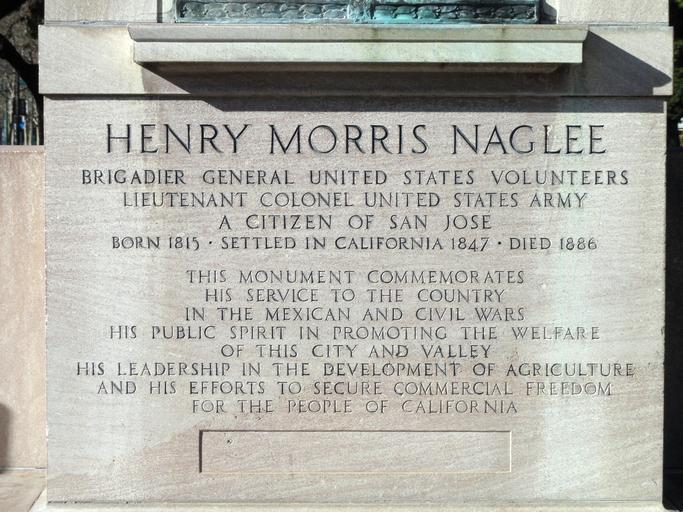 HENRY MORRIS NAGLEE
BRIGADIER GENERAL UNITED STATES VOLUNTEERS
LIEUTENANT COLONEL UNITED STATES ARMY
A CITIZEN OF SAN JOSE
BORN 1815 · SETTLED IN CALIFORNIA 1847 · DIED 1886
THIS MONUMENT COMMEMORATES
HIS SERVICE TO THE COUNTRY
IN THE MEXICAN AND CIVIL WARS
HIS PUBLIC SPIRIT IN PROMOTING THE WELFARE
OF THIS CITY AND VALLEY
HIS LEADERSHIP IN THE DEVELOPMENT OF AGRICULTURE
AND HIS EFFORTS TO SECURE COMMERCIAL FREEDOM
FOR THE PEOPLE OF CALIFORNIA